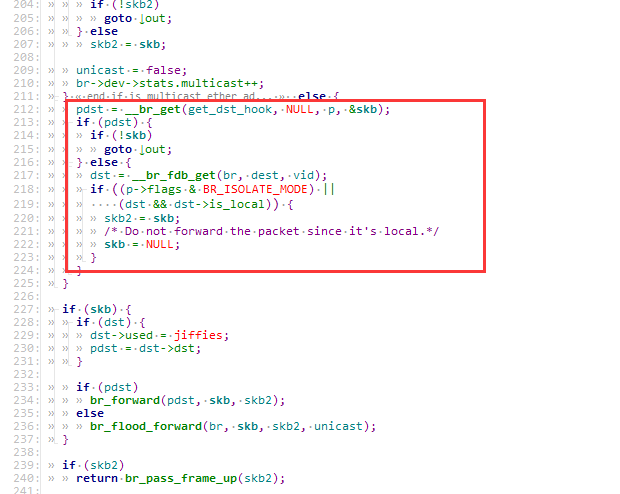 204: » » » if (!skb2)
205: » » » » goto ↓out;
206: » » } else
207: » » » skb2 = skb;
208:
209: » » unicast = false;
210: » » br->dev->stats.multicast++;
211: » } « end if is_multicast_ether_ad... » else {
212: » » pdst = __br_get(get_dst_hook, NULL, p, &skb);
213: » » if (pdst) {
214: » » » if (!skb)
215: » » » » goto ↓out;
216: » » } else {
217: » » » dst = __br_fdb_get(br, dest, vid);
218: » » » if ((p->flags & BR_ISOLATE_MODE) ||
219: » » » ····(dst && dst->is_local)) {
220: » » » » skb2 = skb;
221: » » » » /* Do not forward the packet since it's local.*/
222: » » » » skb = NULL;
223: » » » }
224: » » }
225: » }
226:
227: » if (skb) {
228: » » if (dst) {
229: » » » dst->used = jiffies;
230: » » » pdst = dst->dst;
231: » » }
232:
233: » » if (pdst)
234: » » » br_forward(pdst, skb, skb2);
235: » » else
236: » » » br_flood_forward(br, skb, skb2, unicast);
237: » }
238:
239: » if (skb2)
240: » » return br_pass_frame_up(skb2);
241: